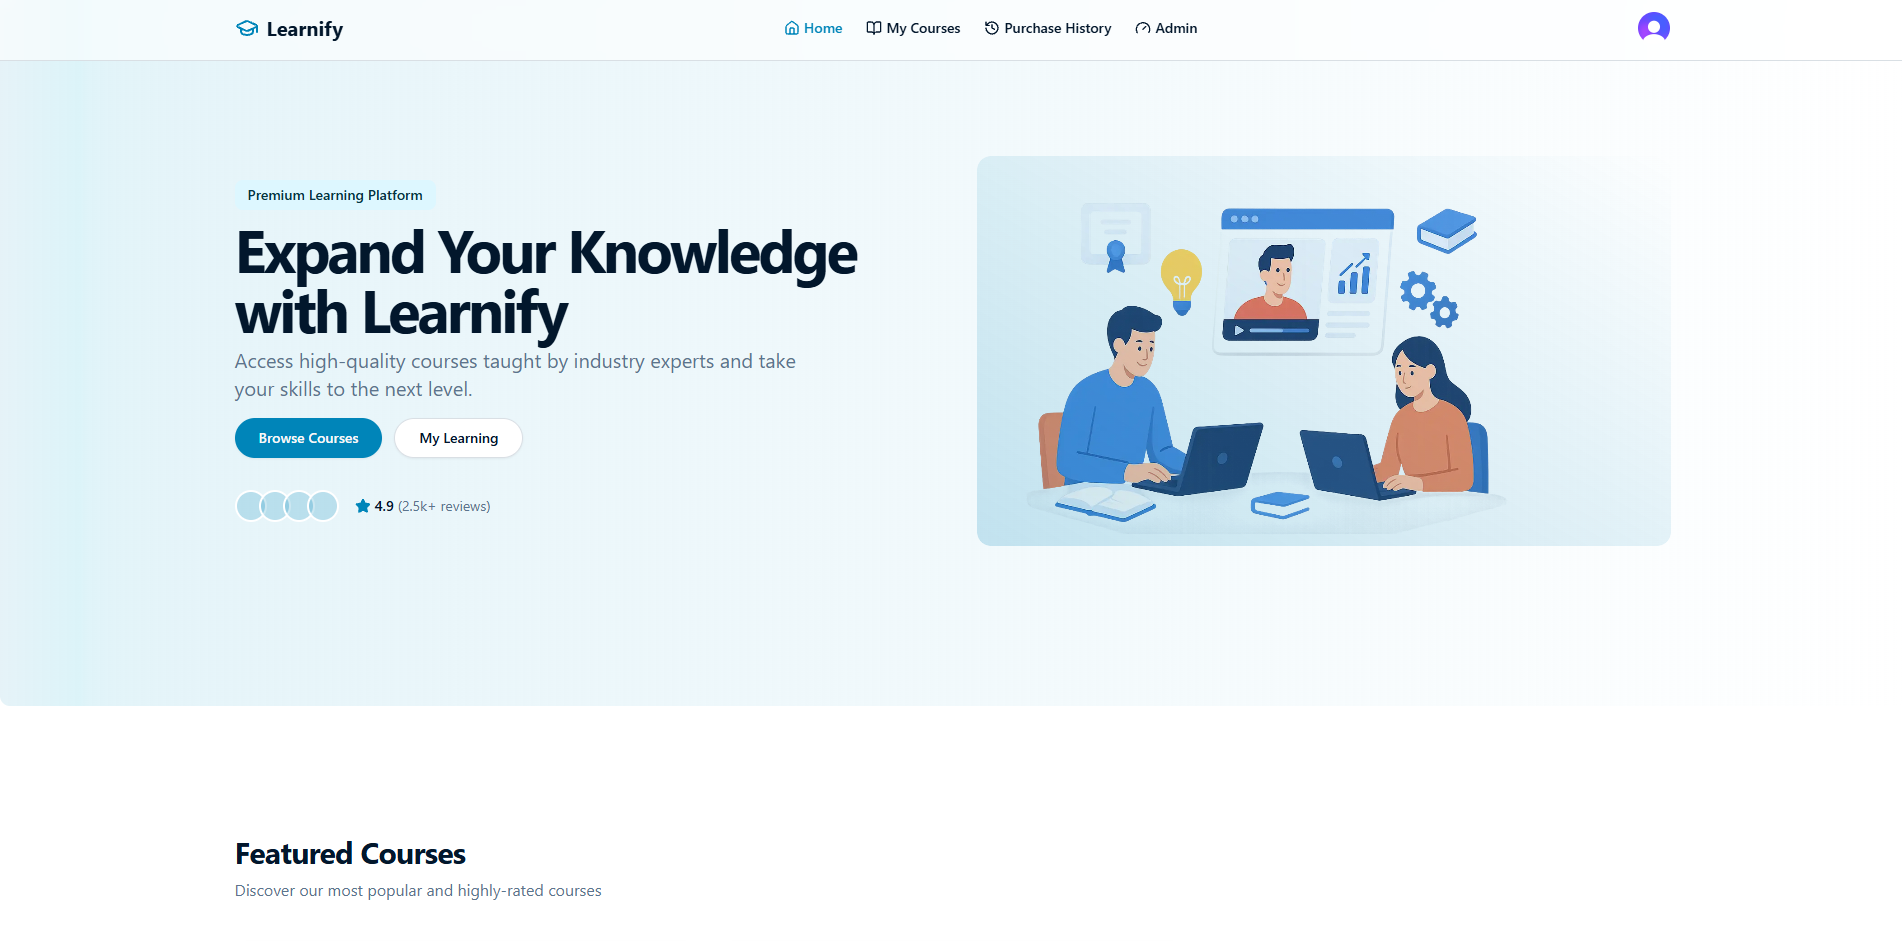 Learnify
Home
My Courses
Purchase History
Admin
Premium Learning Platform
Expand Your Knowledge
with Learnify
Access high-quality courses taught by industry experts and take
your skills to the next level.
Browse Courses
My Learning
4.9 (2.5k+ reviews)
Featured Courses
Discover our most popular and highly-rated courses